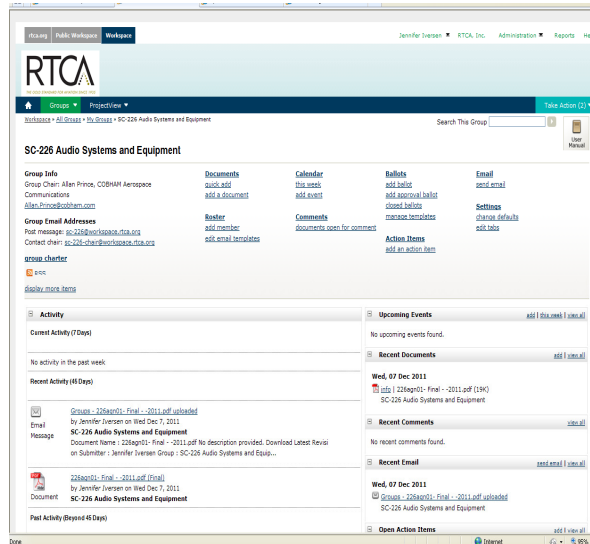 rtca.org Public Workspace Workspace
Jennifer Iversen RTCA, Inc. Administration Reports He
RTCA
Groups ProjectView
Take Action (2)
Workspace » All Groups » My Groups » SC-226 Audio Systems and Equipment
Search This Group
User
Manual
SC-226 Audio Systems and Equipment
Group Info
Group Chair: Allan Prince, COBHAM Aerospace
Communications
Allan.Prince@cobham.com
Group Email Addresses
Post message: sc-226@workspace.rtca.org
Contact chair: sc-226-chair@workspace.rtca.org
group charter
RSS
display more items
Documents
quick add
add a document
Roster
add member
edit email templates
Calendar
this week
add event
Comments
documents open for comment
Ballots
add ballot
add approval ballot
closed ballots
manage templates
Action Items
add an action item
Email
send email
Settings
change defaults
edit tabs
Activity
Current Activity (7 Days)
No activity in the past week
Recent Activity (45 Days)
Email
Message
Groups - 226agn01- Final - -2011.pdf uploaded
by Jennifer Iversen on Wed Dec 7, 2011
SC-226 Audio Systems and Equipment
Document Name : 226agn01- Final - -2011.pdf No description provided. Download Latest Revisi
on Submitter : Jennifer Iversen Group : SC-226 Audio Systems and Equip...
Document
226agn01- Final - -2011.pdf (Final)
by Jennifer Iversen on Wed Dec 7, 2011
SC-226 Audio Systems and Equipment
Past Activity (Beyond 45 Days)
Upcoming Events
add | this week | view all
No upcoming events found.
Recent Documents
add | view all
Wed, 07 Dec 2011
info | 226agn01- Final - -2011.pdf (19K)
SC-226 Audio Systems and Equipment
Recent Comments
view all
No recent comments found.
Recent Email
send email | view all
Wed, 07 Dec 2011
Groups - 226agn01- Final - -2011.pdf uploaded
SC-226 Audio Systems and Equipment
Open Action Items
add | view all
Done
Internet
95%